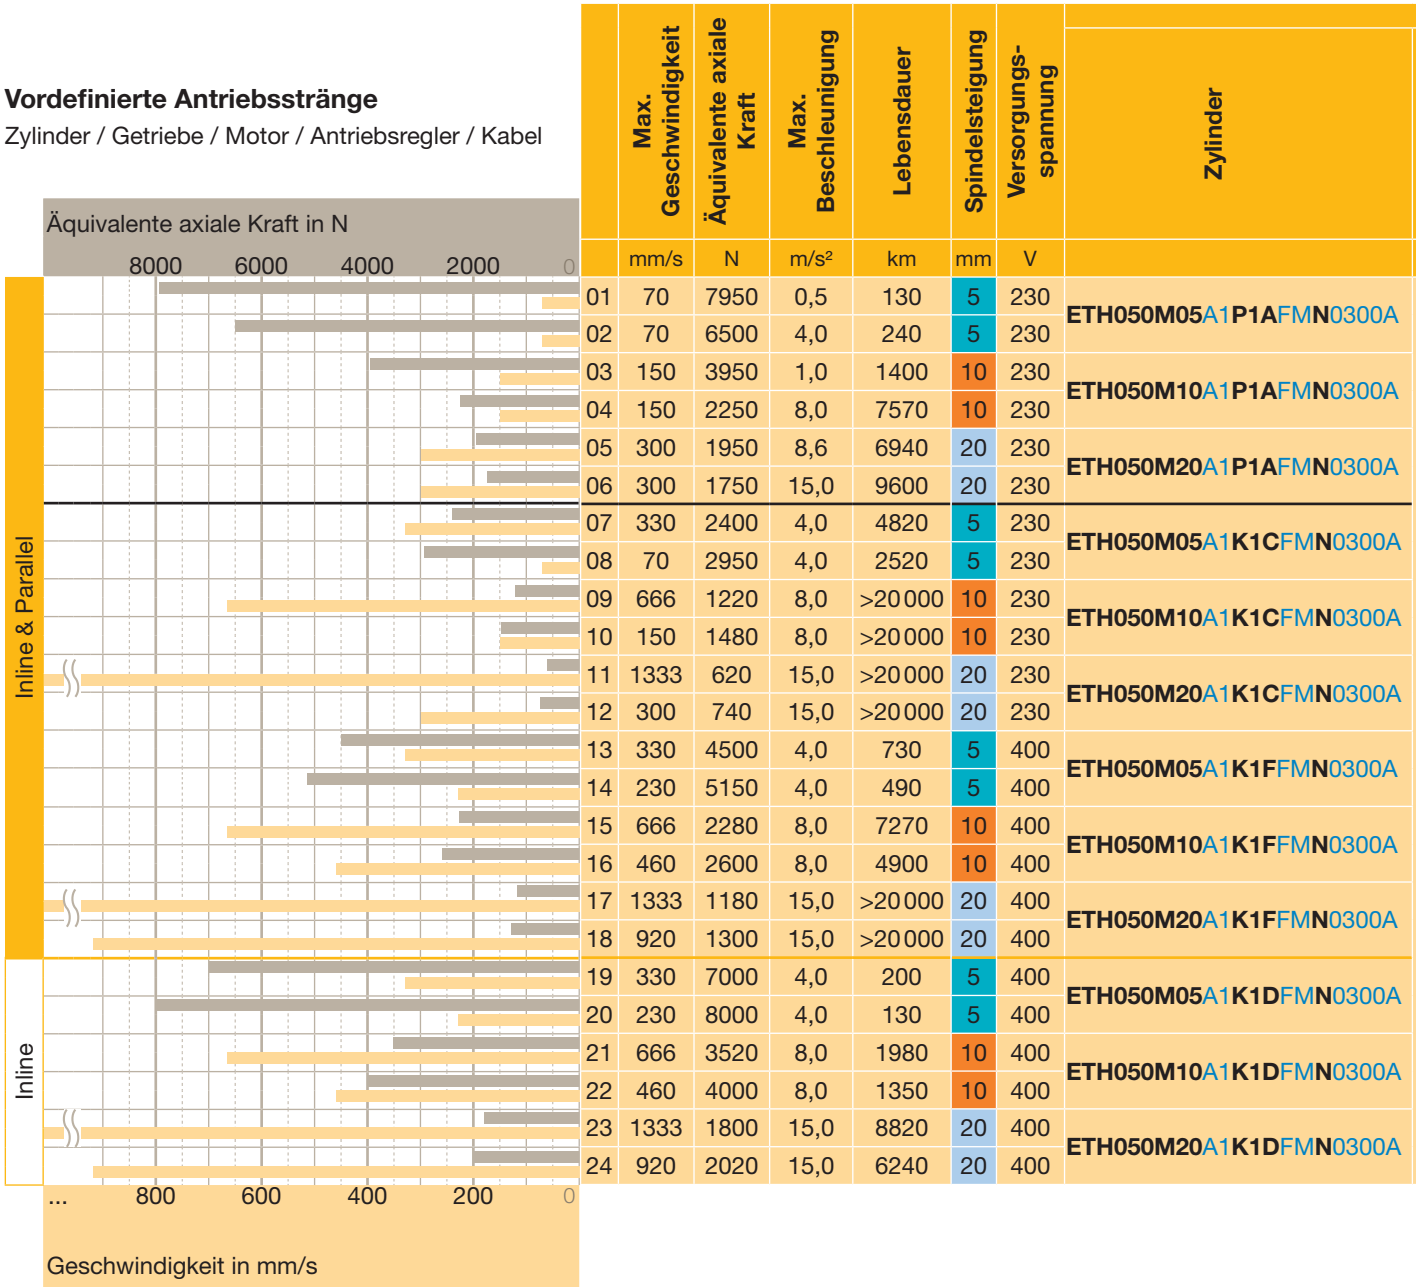 Vordefinierte Antriebsstränge
Zylinder / Getriebe / Motor / Antriebsregler / Kabel
Max. Geschwindigkeit
Äquivalente axiale Kraft
Max. Beschleunigung
Lebensdauer
Spindelsteigung
Versorgungs-
spannung
Zylinder
mm/s N m/s² km mm V
Äquivalente axiale Kraft in N
8000 6000 4000 2000 0
Inline & Parallel
01 70 7950 0,5 130 5 230
ETH050M05A1P1AFMN0300A
02 70 6500 4,0 240 5 230
03 150 3950 1,0 1400 10 230
ETH050M10A1P1AFMN0300A
04 150 2250 8,0 7570 10 230
05 300 1950 8,6 6940 20 230
ETH050M20A1P1AFMN0300A
06 300 1750 15,0 9600 20 230
07 330 2400 4,0 4820 5 230
ETH050M05A1K1CFMN0300A
08 70 2950 4,0 2520 5 230
09 666 1220 8,0 >20000 10 230
ETH050M10A1K1CFMN0300A
10 150 1480 8,0 >20000 10 230
11 1333 620 15,0 >20000 20 230
ETH050M20A1K1CFMN0300A
12 300 740 15,0 >20000 20 230
13 330 4500 4,0 730 5 400
ETH050M05A1K1FFMN0300A
14 230 5150 4,0 490 5 400
15 666 2280 8,0 7270 10 400
ETH050M10A1K1FFMN0300A
16 460 2600 8,0 4900 10 400
17 1333 1180 15,0 >20000 20 400
ETH050M20A1K1FFMN0300A
18 920 1300 15,0 >20000 20 400
Inline
19 330 7000 4,0 200 5 400
ETH050M05A1K1DFMN0300A
20 230 8000 4,0 130 5 400
21 666 3520 8,0 1980 10 400
ETH050M10A1K1DFMN0300A
22 460 4000 8,0 1350 10 400
23 1333 1800 15,0 8820 20 400
ETH050M20A1K1DFMN0300A
24 920 2020 15,0 6240 20 400
... 800 600 400 200 0
Geschwindigkeit in mm/s